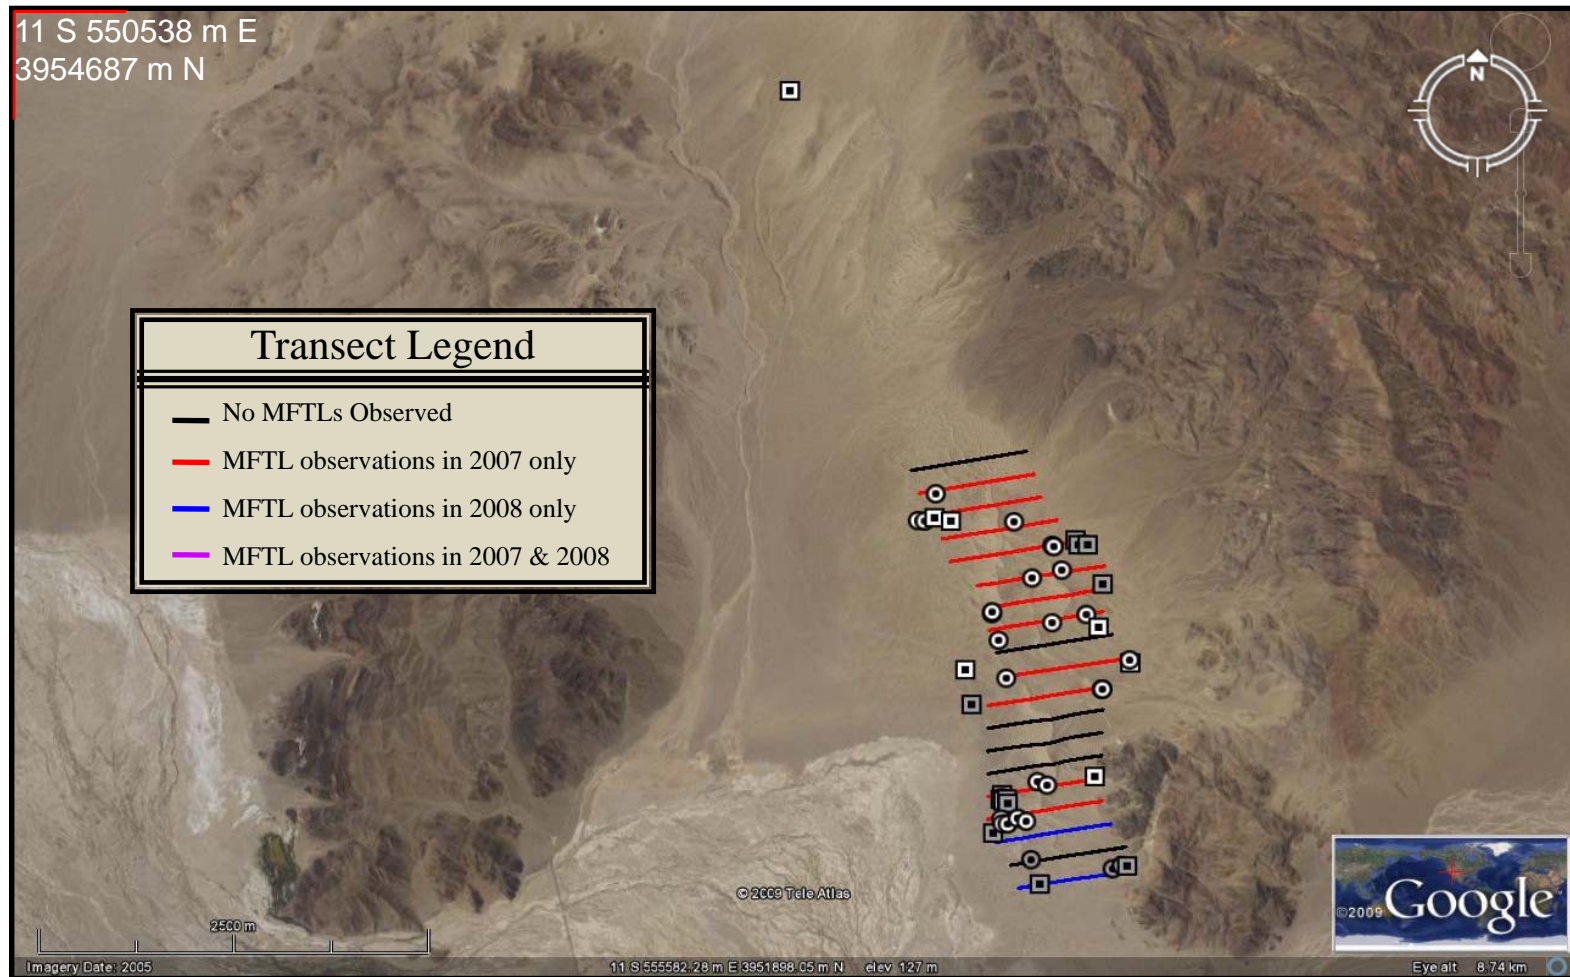 11 S 550538 m E
3954687 m N
N
Transect Legend
No MFTLs Observed
MFTL observations in 2007 only
MFTL observations in 2008 only
MFTL observations in 2007 & 2008
© 2009 Tele Atlas
2500 m
©2009 Google
Imagery Date: 2005
11 S 555582.28 m E 3951898.05 m N elev 127 m
Eye alt 8.74 km